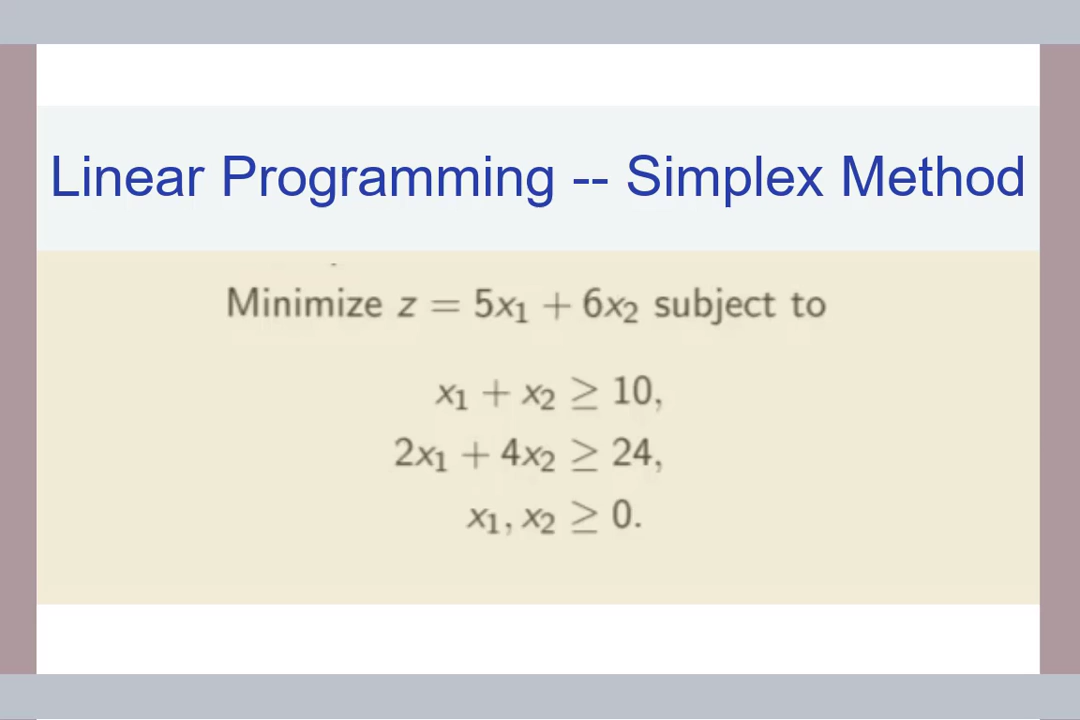 Linear Programming -- Simplex Method
Minimize z = 5x₁ + 6x₂ subject to
x₁ + x₂ ≥ 10,
2x₁ + 4x₂ ≥ 24,
x₁, x₂ ≥ 0.